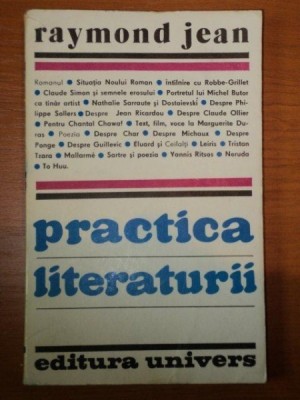 raymond jean
Romanul • Situația Noului Roman • Întîlnire cu Robbe-Grillet
• Claude Simon și semnele erosului • Portretul lui Michel Butor
ca tînăr artist • Nathalie Sarraute și Dostoievski • Despre Phi-
lippe Sollers • Despre Jean Ricardou • Despre Claude Ollier
• Pentru Chantal Chawaf • Text, film, voce la Marguerite Du-
ras • Poezia • Despre Char • Despre Michaux • Despre
Ponge • Despre Guillevic • Eluard și Ceilalți • Leiris • Tristan
Tzara • Mallarmé • Sartre și poezia • Yannis Ritsos • Neruda
• To Huu.
practica
literaturii
editura univers